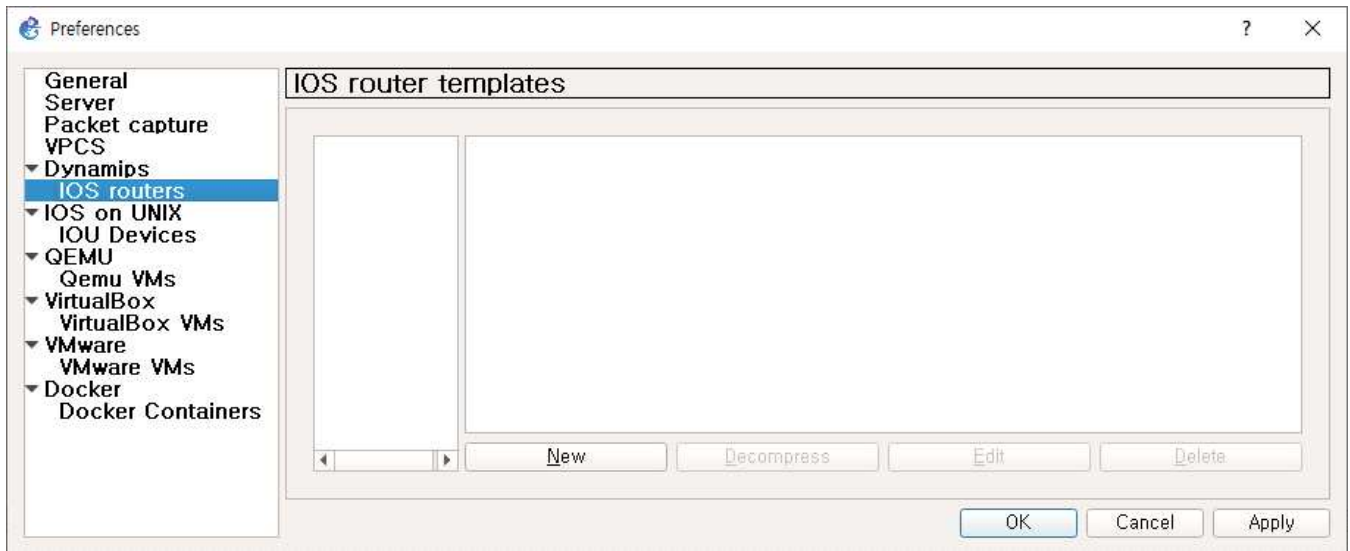 Preferences
?
General
Server
Packet capture
VPCS
Dynamips
IOS routers
IOS on UNIX
IOU Devices
QEMU
Qemu VMs
VirtualBox
VirtualBox VMs
VMware
VMware VMs
Docker
Docker Containers
IOS router templates
New
Decompress
Edit
Delete
OK
Cancel
Apply